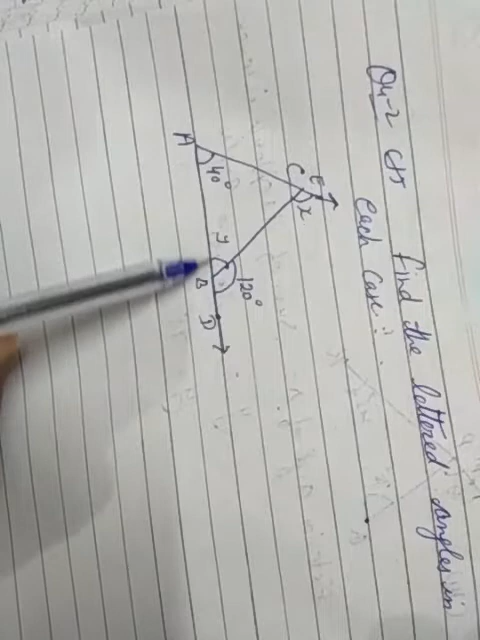 Qu-2 Find the lettered angles in
each case:
A
40°
C
E
x
y
B
120°
D